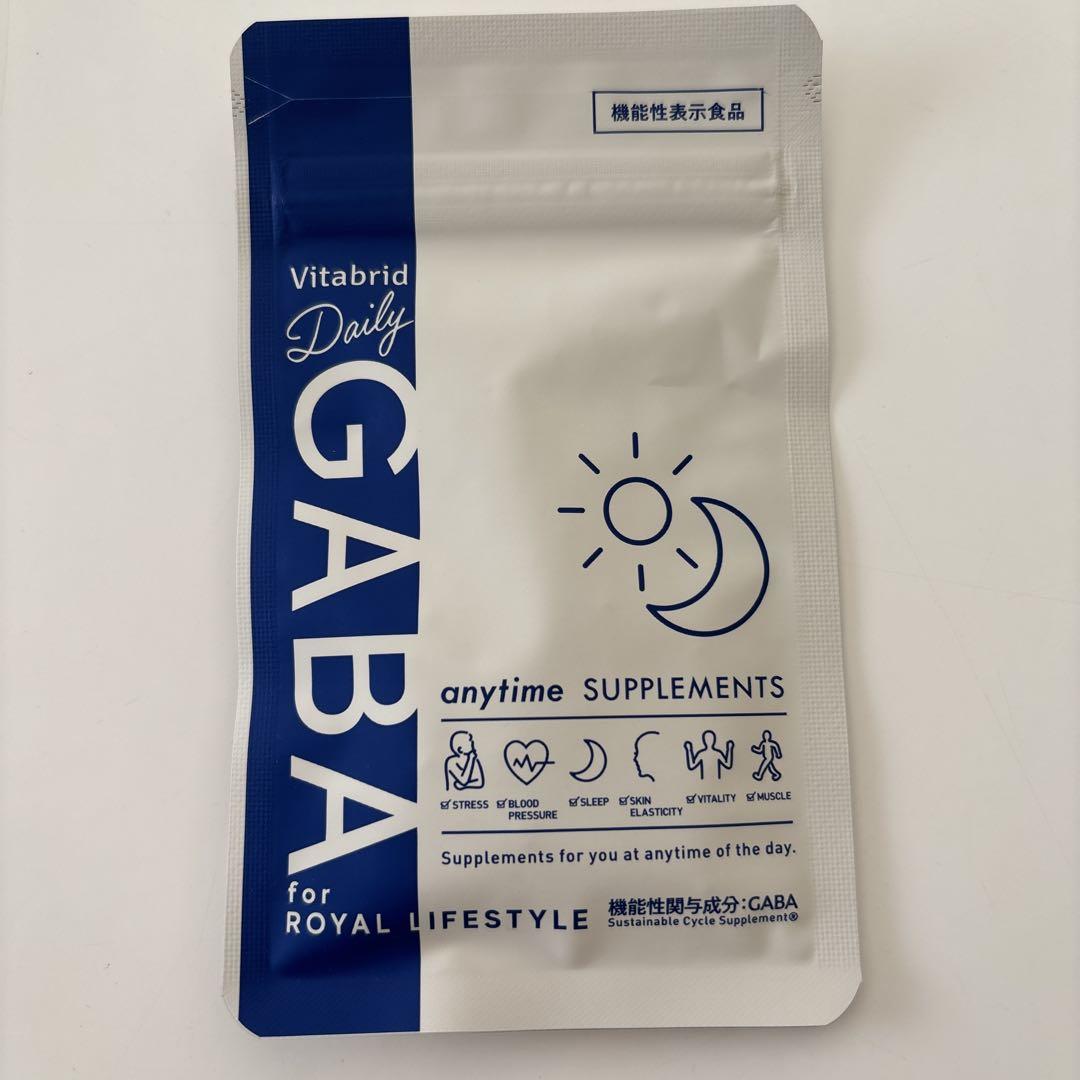 機能性表示食品
Vitabrid
Daily
GABA
for
ROYAL LIFESTYLE
anytime SUPPLEMENTS
STRESS
BLOOD
PRESSURE
SLEEP
SKIN
ELASTICITY
VITALITY
MUSCLE
Supplements for you at anytime of the day.
機能性関与成分:GABA
Sustainable Cycle Supplement®